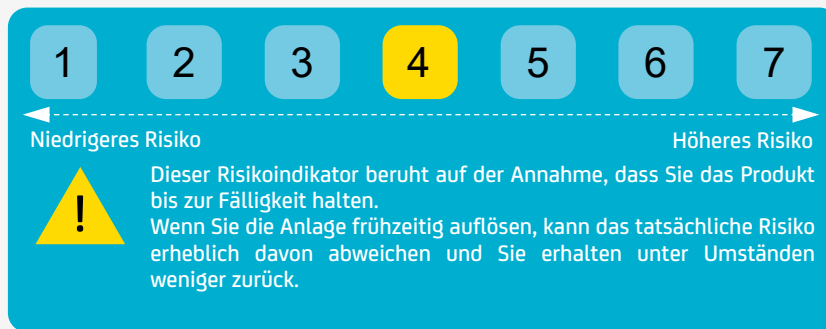 1 2 3 4 5 6 7
Niedrigeres Risiko Höheres Risiko
!
Dieser Risikoindikator beruht auf der Annahme, dass Sie das Produkt
bis zur Fälligkeit halten.
Wenn Sie die Anlage frühzeitig auflösen, kann das tatsächliche Risiko
erheblich davon abweichen und Sie erhalten unter Umständen
weniger zurück.